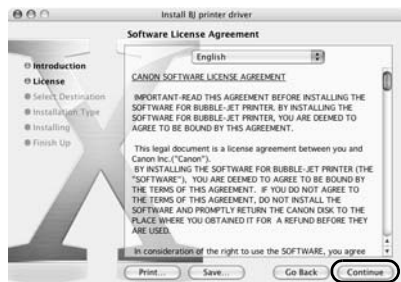 Install BJ printer driver
Software License Agreement
Introduction
License
Select Destination
Installation Type
Installing
Finish Up
English
CANON SOFTWARE LICENSE AGREEMENT
IMPORTANT-READ THIS AGREEMENT BEFORE INSTALLING THE
SOFTWARE FOR BUBBLE-JET PRINTER. BY INSTALLING THE
SOFTWARE FOR BUBBLE-JET PRINTER, YOU ARE DEEMED TO
AGREE TO BE BOUND BY THIS AGREEMENT.
This legal document is a license agreement between you and
Canon Inc.("Canon").
BY INSTALLING THE SOFTWARE FOR BUBBLE-JET PRINTER (THE
"SOFTWARE"), YOU ARE DEEMED TO AGREE TO BE BOUND BY
THE TERMS OF THIS AGREEMENT. IF YOU DO NOT AGREE TO
THE TERMS OF THIS AGREEMENT, DO NOT INSTALL THE
SOFTWARE AND PROMPTLY RETURN THE CANON DISK TO THE
PLACE WHERE YOU OBTAINED IT FOR A REFUND BEFORE THEY
ARE USED.
In consideration of the right to use the SOFTWARE, you agree
Print...
Save...
Go Back
Continue